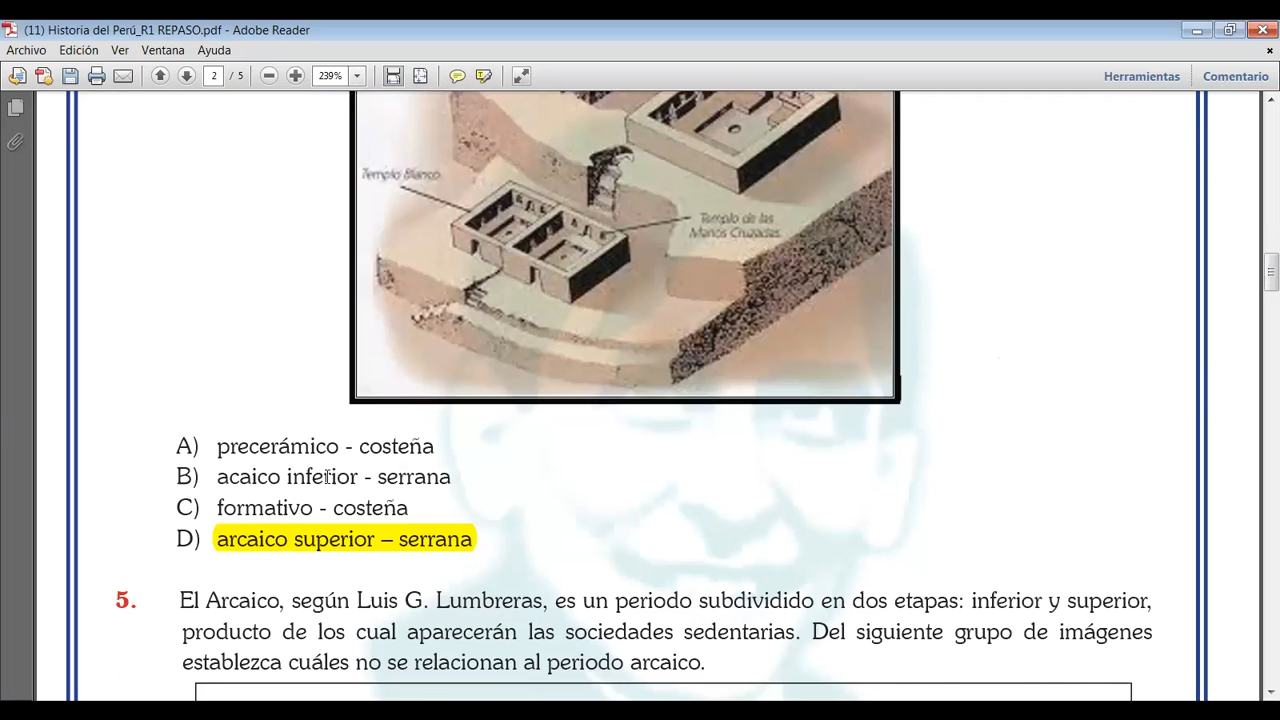 (11) Historia del Perú_R1 REPASO.pdf - Adobe Reader
Archivo Edición Ver Ventana Ayuda
2 / 5 239% Herramientas Comentario
Templo Blanco
Templo de las
Manos Cruzadas
A) precerámico - costeña
B) acaico inferior - serrana
C) formativo - costeña
D) arcaico superior – serrana
5. El Arcaico, según Luis G. Lumbreras, es un periodo subdividido en dos etapas: inferior y superior,
producto de los cual aparecerán las sociedades sedentarias. Del siguiente grupo de imágenes
establezca cuáles no se relacionan al periodo arcaico.